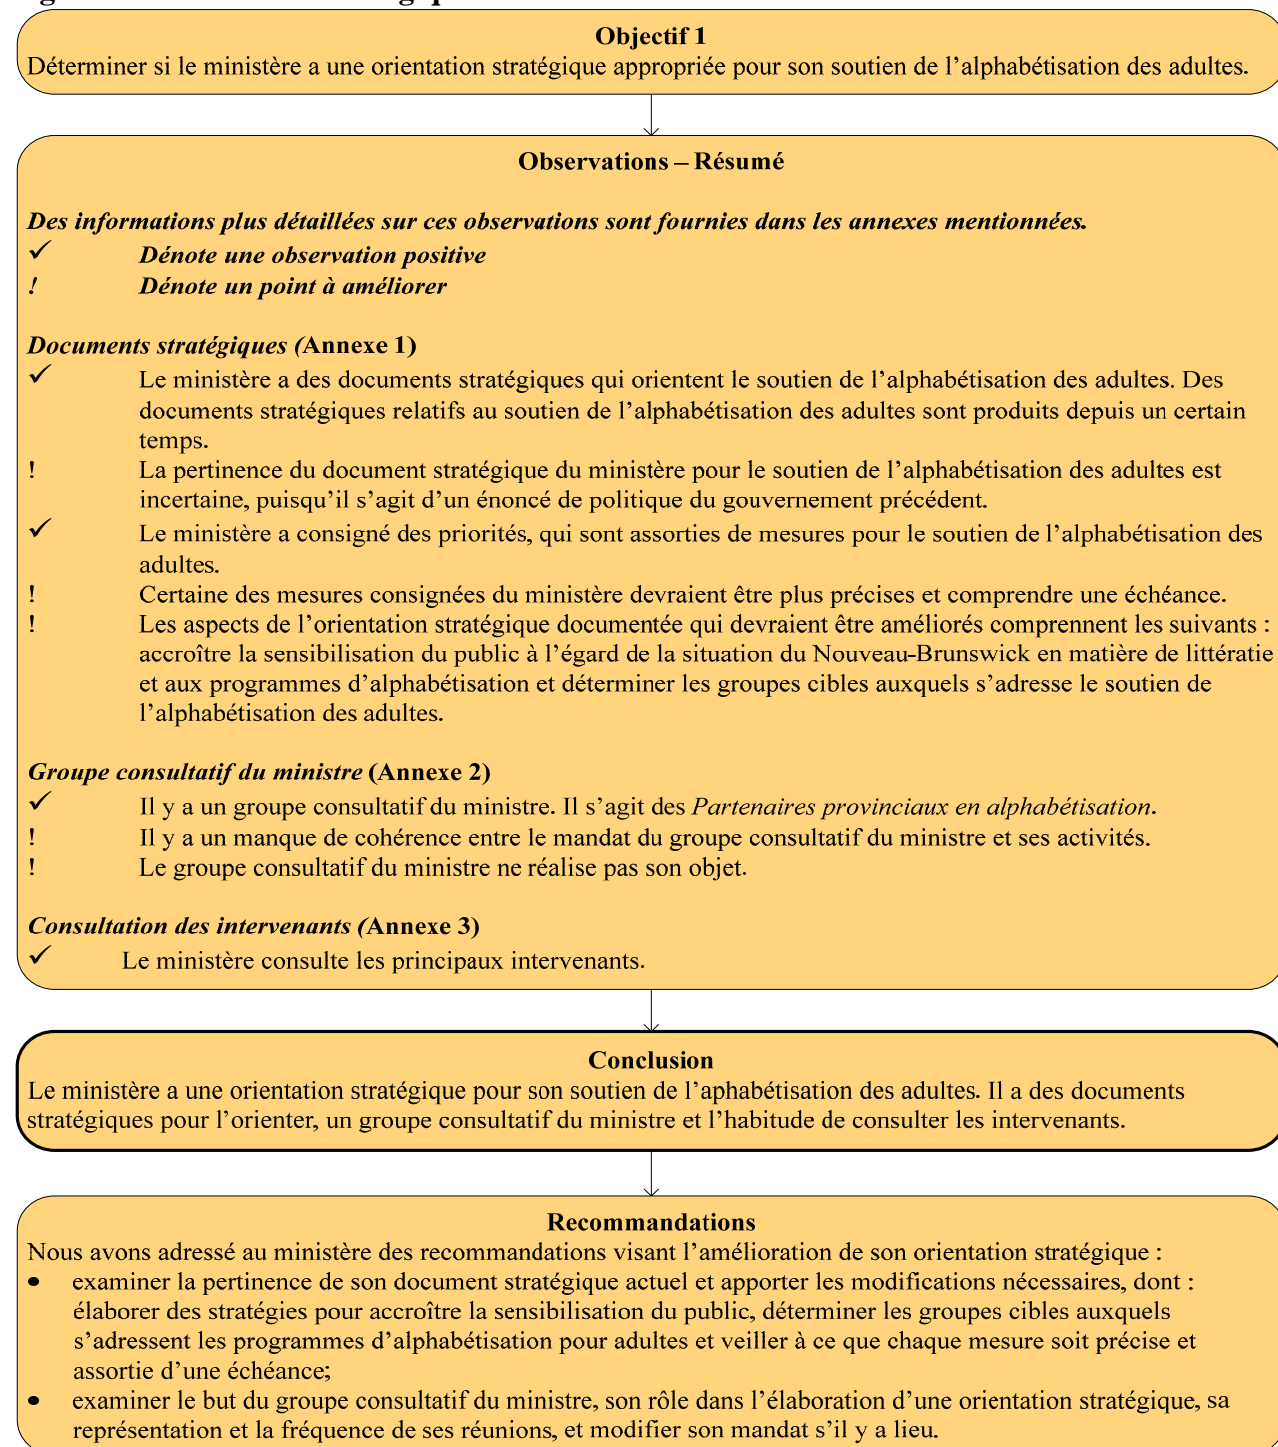 Objectif 1
Déterminer si le ministère a une orientation stratégique appropriée pour son soutien de l’alphabétisation des adultes.
Observations – Résumé
Des informations plus détaillées sur ces observations sont fournies dans les annexes mentionnées.
✓ Dénote une observation positive
! Dénote un point à améliorer
Documents stratégiques (Annexe 1)
✓ Le ministère a des documents stratégiques qui orientent le soutien de l’alphabétisation des adultes. Des
documents stratégiques relatifs au soutien de l’alphabétisation des adultes sont produits depuis un certain
temps.
! La pertinence du document stratégique du ministère pour le soutien de l’alphabétisation des adultes est
incertaine, puisqu’il s’agit d’un énoncé de politique du gouvernement précédent.
✓ Le ministère a consigné des priorités, qui sont assorties de mesures pour le soutien de l’alphabétisation des
adultes.
! Certaine des mesures consignées du ministère devraient être plus précises et comprendre une échéance.
! Les aspects de l’orientation stratégique documentée qui devraient être améliorés comprennent les suivants :
accroître la sensibilisation du public à l’égard de la situation du Nouveau-Brunswick en matière de littératie
et aux programmes d’alphabétisation et déterminer les groupes cibles auxquels s’adresse le soutien de
l’alphabétisation des adultes.
Groupe consultatif du ministre (Annexe 2)
✓ Il y a un groupe consultatif du ministre. Il s’agit des Partenaires provinciaux en alphabétisation.
! Il y a un manque de cohérence entre le mandat du groupe consultatif du ministre et ses activités.
! Le groupe consultatif du ministre ne réalise pas son objet.
Consultation des intervenants (Annexe 3)
✓ Le ministère consulte les principaux intervenants.
Conclusion
Le ministère a une orientation stratégique pour son soutien de l’aphabétisation des adultes. Il a des documents
stratégiques pour l’orienter, un groupe consultatif du ministre et l’habitude de consulter les intervenants.
Recommandations
Nous avons adressé au ministère des recommandations visant l’amélioration de son orientation stratégique :
• examiner la pertinence de son document stratégique actuel et apporter les modifications nécessaires, dont :
élaborer des stratégies pour accroître la sensibilisation du public, déterminer les groupes cibles auxquels
s’adressent les programmes d’alphabétisation pour adultes et veiller à ce que chaque mesure soit précise et
assortie d’une échéance;
• examiner le but du groupe consultatif du ministre, son rôle dans l’élaboration d’une orientation stratégique, sa
représentation et la fréquence de ses réunions, et modifier son mandat s’il y a lieu.